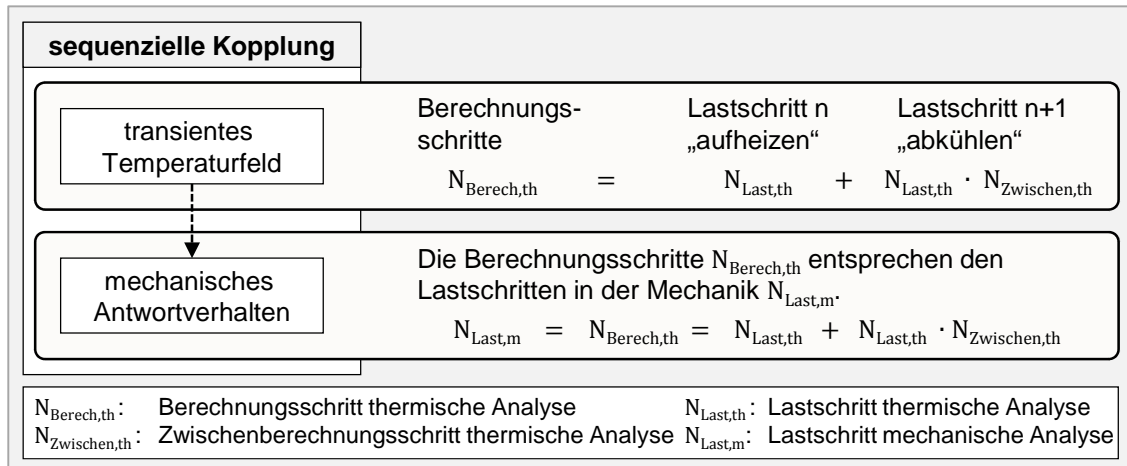 sequenzielle Kopplung
transientes
Temperaturfeld
Berechnungs-
schritte
Lastschritt n
„aufheizen“
Lastschritt n+1
„abkühlen“
N_Berech,th = N_Last,th + N_Last,th · N_Zwischen,th
mechanisches
Antwortverhalten
Die Berechnungsschritte N_Berech,th entsprechen den
Lastschritten in der Mechanik N_Last,m.
N_Last,m = N_Berech,th = N_Last,th + N_Last,th · N_Zwischen,th
N_Berech,th: Berechnungsschritt thermische Analyse
N_Zwischen,th: Zwischenberechnungsschritt thermische Analyse
N_Last,th: Lastschritt thermische Analyse
N_Last,m: Lastschritt mechanische Analyse